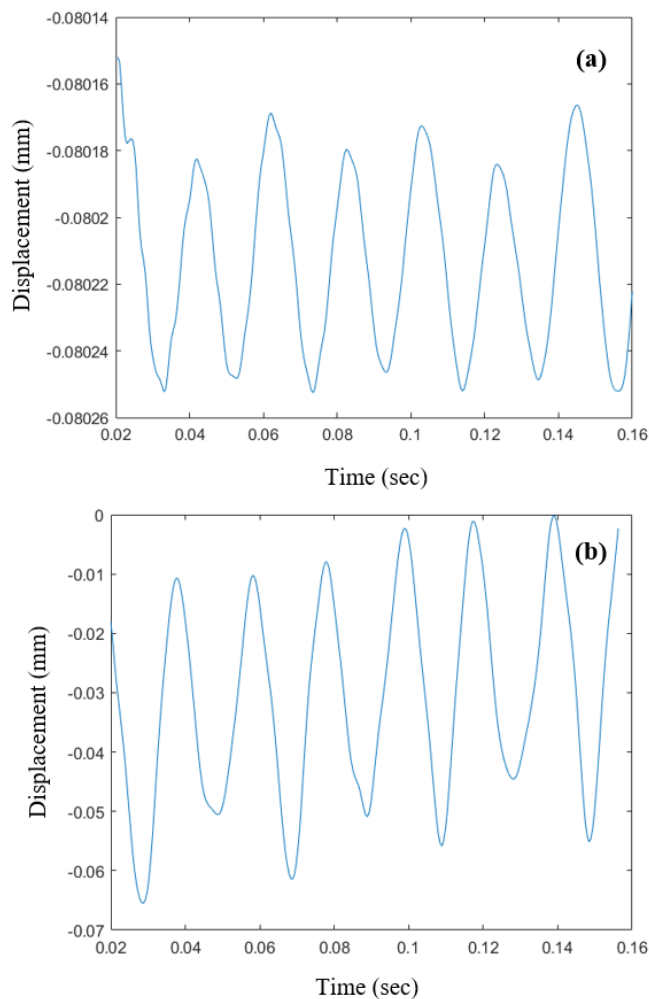 -0.08014
(a)
-0.08016
-0.08018
-0.0802
-0.08022
-0.08024
-0.08026
Displacement (mm)
0.02 0.04 0.06 0.08 0.1 0.12 0.14 0.16
Time (sec)
0
(b)
-0.01
-0.02
-0.03
-0.04
-0.05
-0.06
-0.07
Displacement (mm)
0.02 0.04 0.06 0.08 0.1 0.12 0.14 0.16
Time (sec)